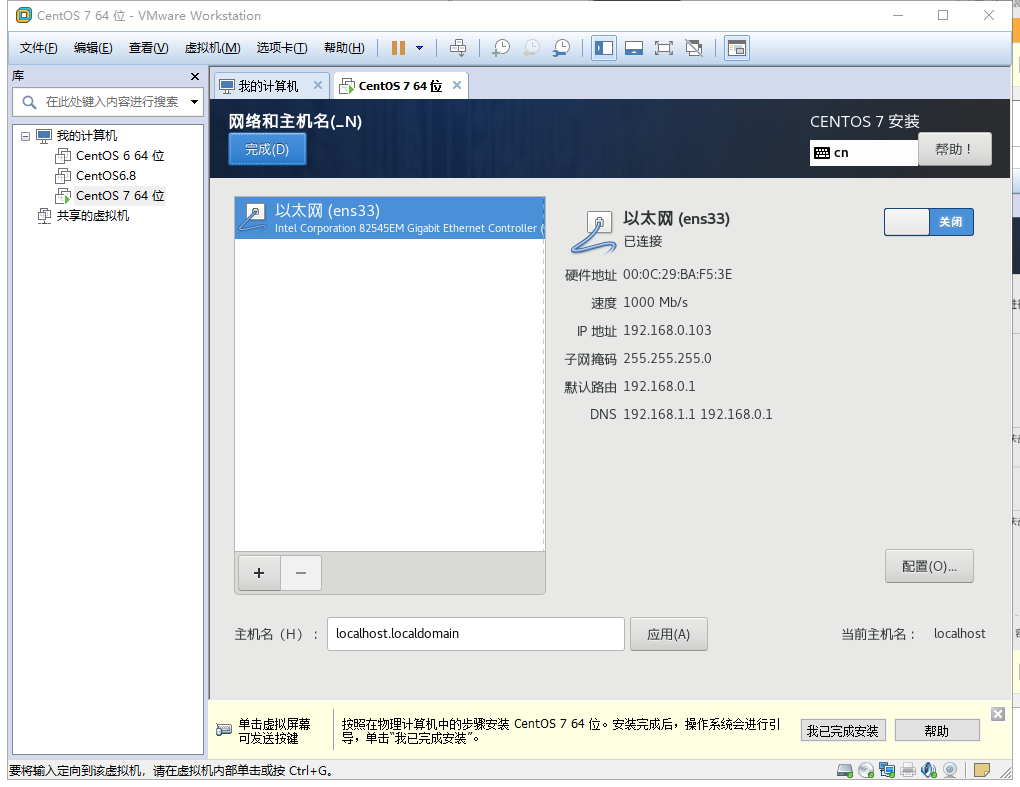 CentOS 7 64 位 - VMware Workstation
文件(F) 编辑(E) 查看(V) 虚拟机(M) 选项卡(T) 帮助(H)
库
在此处键入内容进行搜索
我的计算机
CentOS 6 64 位
CentOS6.8
CentOS 7 64 位
共享的虚拟机
我的计算机 CentOS 7 64 位
网络和主机名(_N)
完成(D)
CENTOS 7 安装
cn
帮助！
以太网 (ens33)
Intel Corporation 82545EM Gigabit Ethernet Controller (
以太网 (ens33)
已连接
关闭
硬件地址 00:0C:29:BA:F5:3E
速度 1000 Mb/s
IP 地址 192.168.0.103
子网掩码 255.255.255.0
默认路由 192.168.0.1
DNS 192.168.1.1 192.168.0.1
+ −
配置(O)...
主机名（H）： localhost.localdomain 应用(A) 当前主机名： localhost
单击虚拟屏幕
可发送按键
按照在物理计算机中的步骤安装 CentOS 7 64 位。安装完成后，操作系统会进行引
导，单击“我已完成安装”。
我已完成安装 帮助
要将输入定向到该虚拟机，请在虚拟机内部单击或按 Ctrl+G。